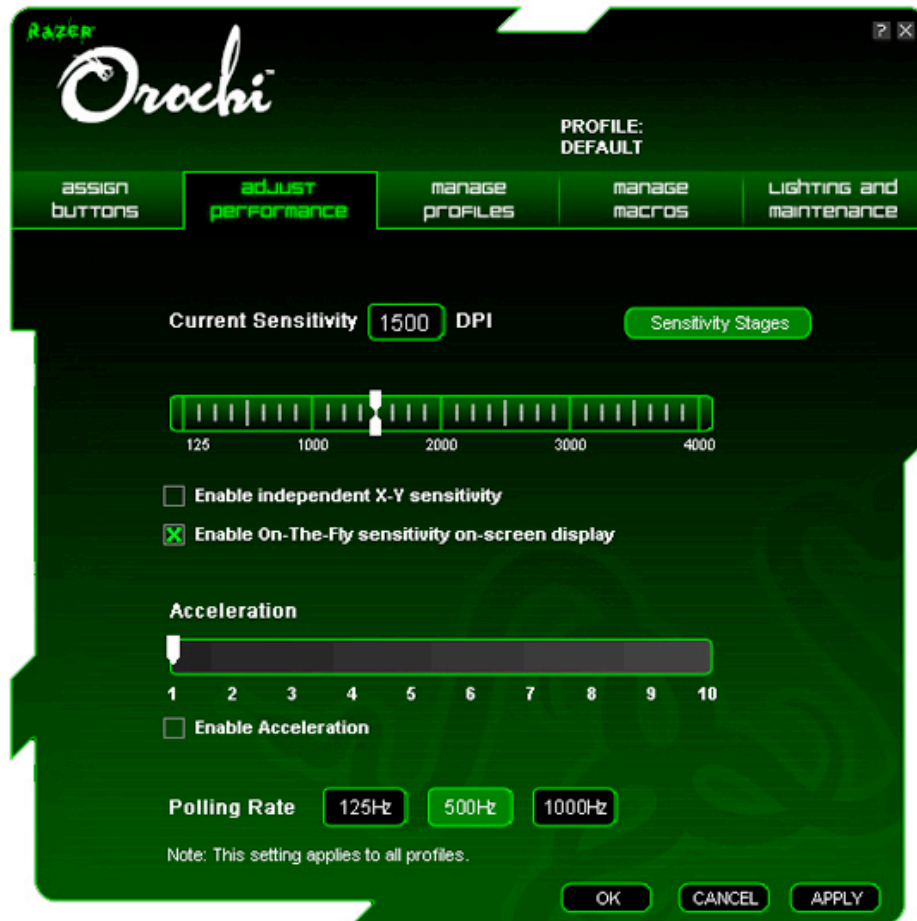 RAZER
Orochi™
? X
PROFILE:
DEFAULT
assign
buttons
adjust
performance
manage
profiles
manage
macros
Lighting and
maintenance
Current Sensitivity 1500 DPI
Sensitivity Stages
125 1000 2000 3000 4000
Enable independent X-Y sensitivity
X Enable On-The-Fly sensitivity on-screen display
Acceleration
1 2 3 4 5 6 7 8 9 10
Enable Acceleration
Polling Rate 125Hz 500Hz 1000Hz
Note: This setting applies to all profiles.
OK CANCEL APPLY